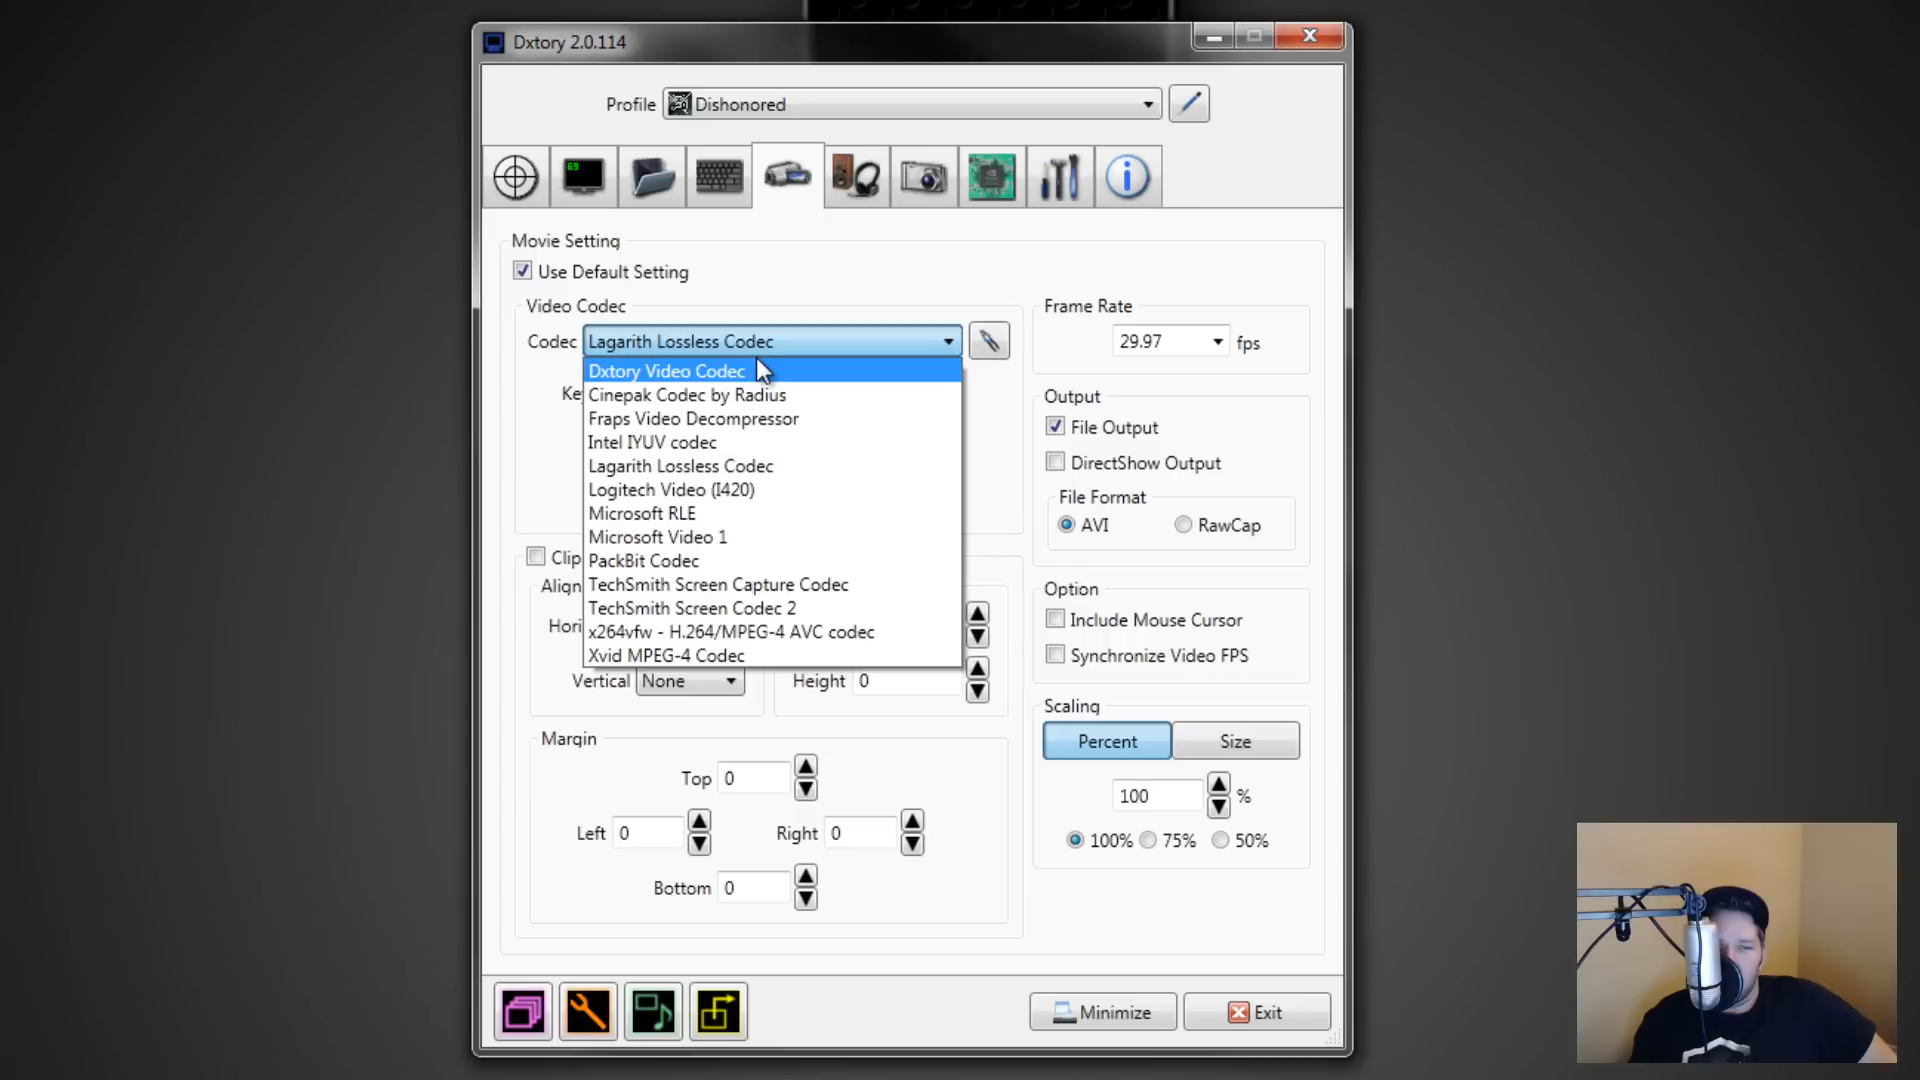 Dxtory 2.0.114
Profile Dishonored
69
Movie Setting
Use Default Setting
Video Codec
Codec Lagarith Lossless Codec
Dxtory Video Codec
Cinepak Codec by Radius
Fraps Video Decompressor
Intel IYUV codec
Lagarith Lossless Codec
Logitech Video (I420)
Microsoft RLE
Microsoft Video 1
PackBit Codec
TechSmith Screen Capture Codec
TechSmith Screen Codec 2
x264vfw - H.264/MPEG-4 AVC codec
Xvid MPEG-4 Codec
Ke
Clip
Align
Hori
Vertical None
Height 0
Margin
Top 0
Left 0
Right 0
Bottom 0
Frame Rate
29.97 fps
Output
File Output
DirectShow Output
File Format
AVI RawCap
Option
Include Mouse Cursor
Synchronize Video FPS
Scaling
Percent Size
100 %
100% 75% 50%
Minimize Exit